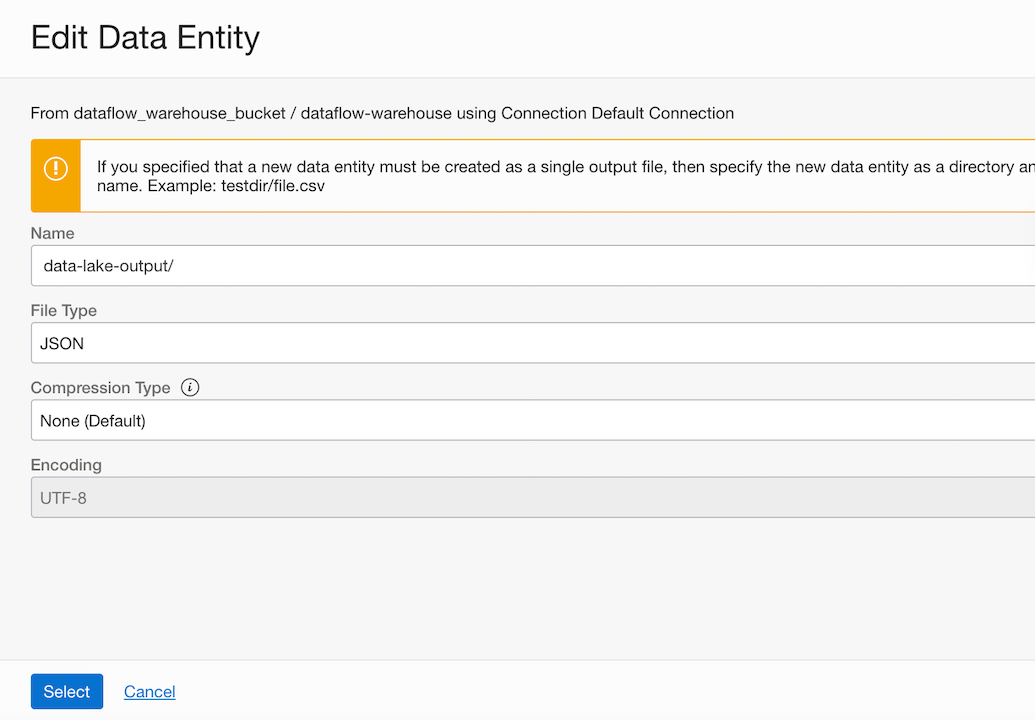 Edit Data Entity
From dataflow_warehouse_bucket / dataflow-warehouse using Connection Default Connection
If you specified that a new data entity must be created as a single output file, then specify the new data entity as a directory an
name. Example: testdir/file.csv
Name
data-lake-output/
File Type
JSON
Compression Type
None (Default)
Encoding
UTF-8
Select Cancel